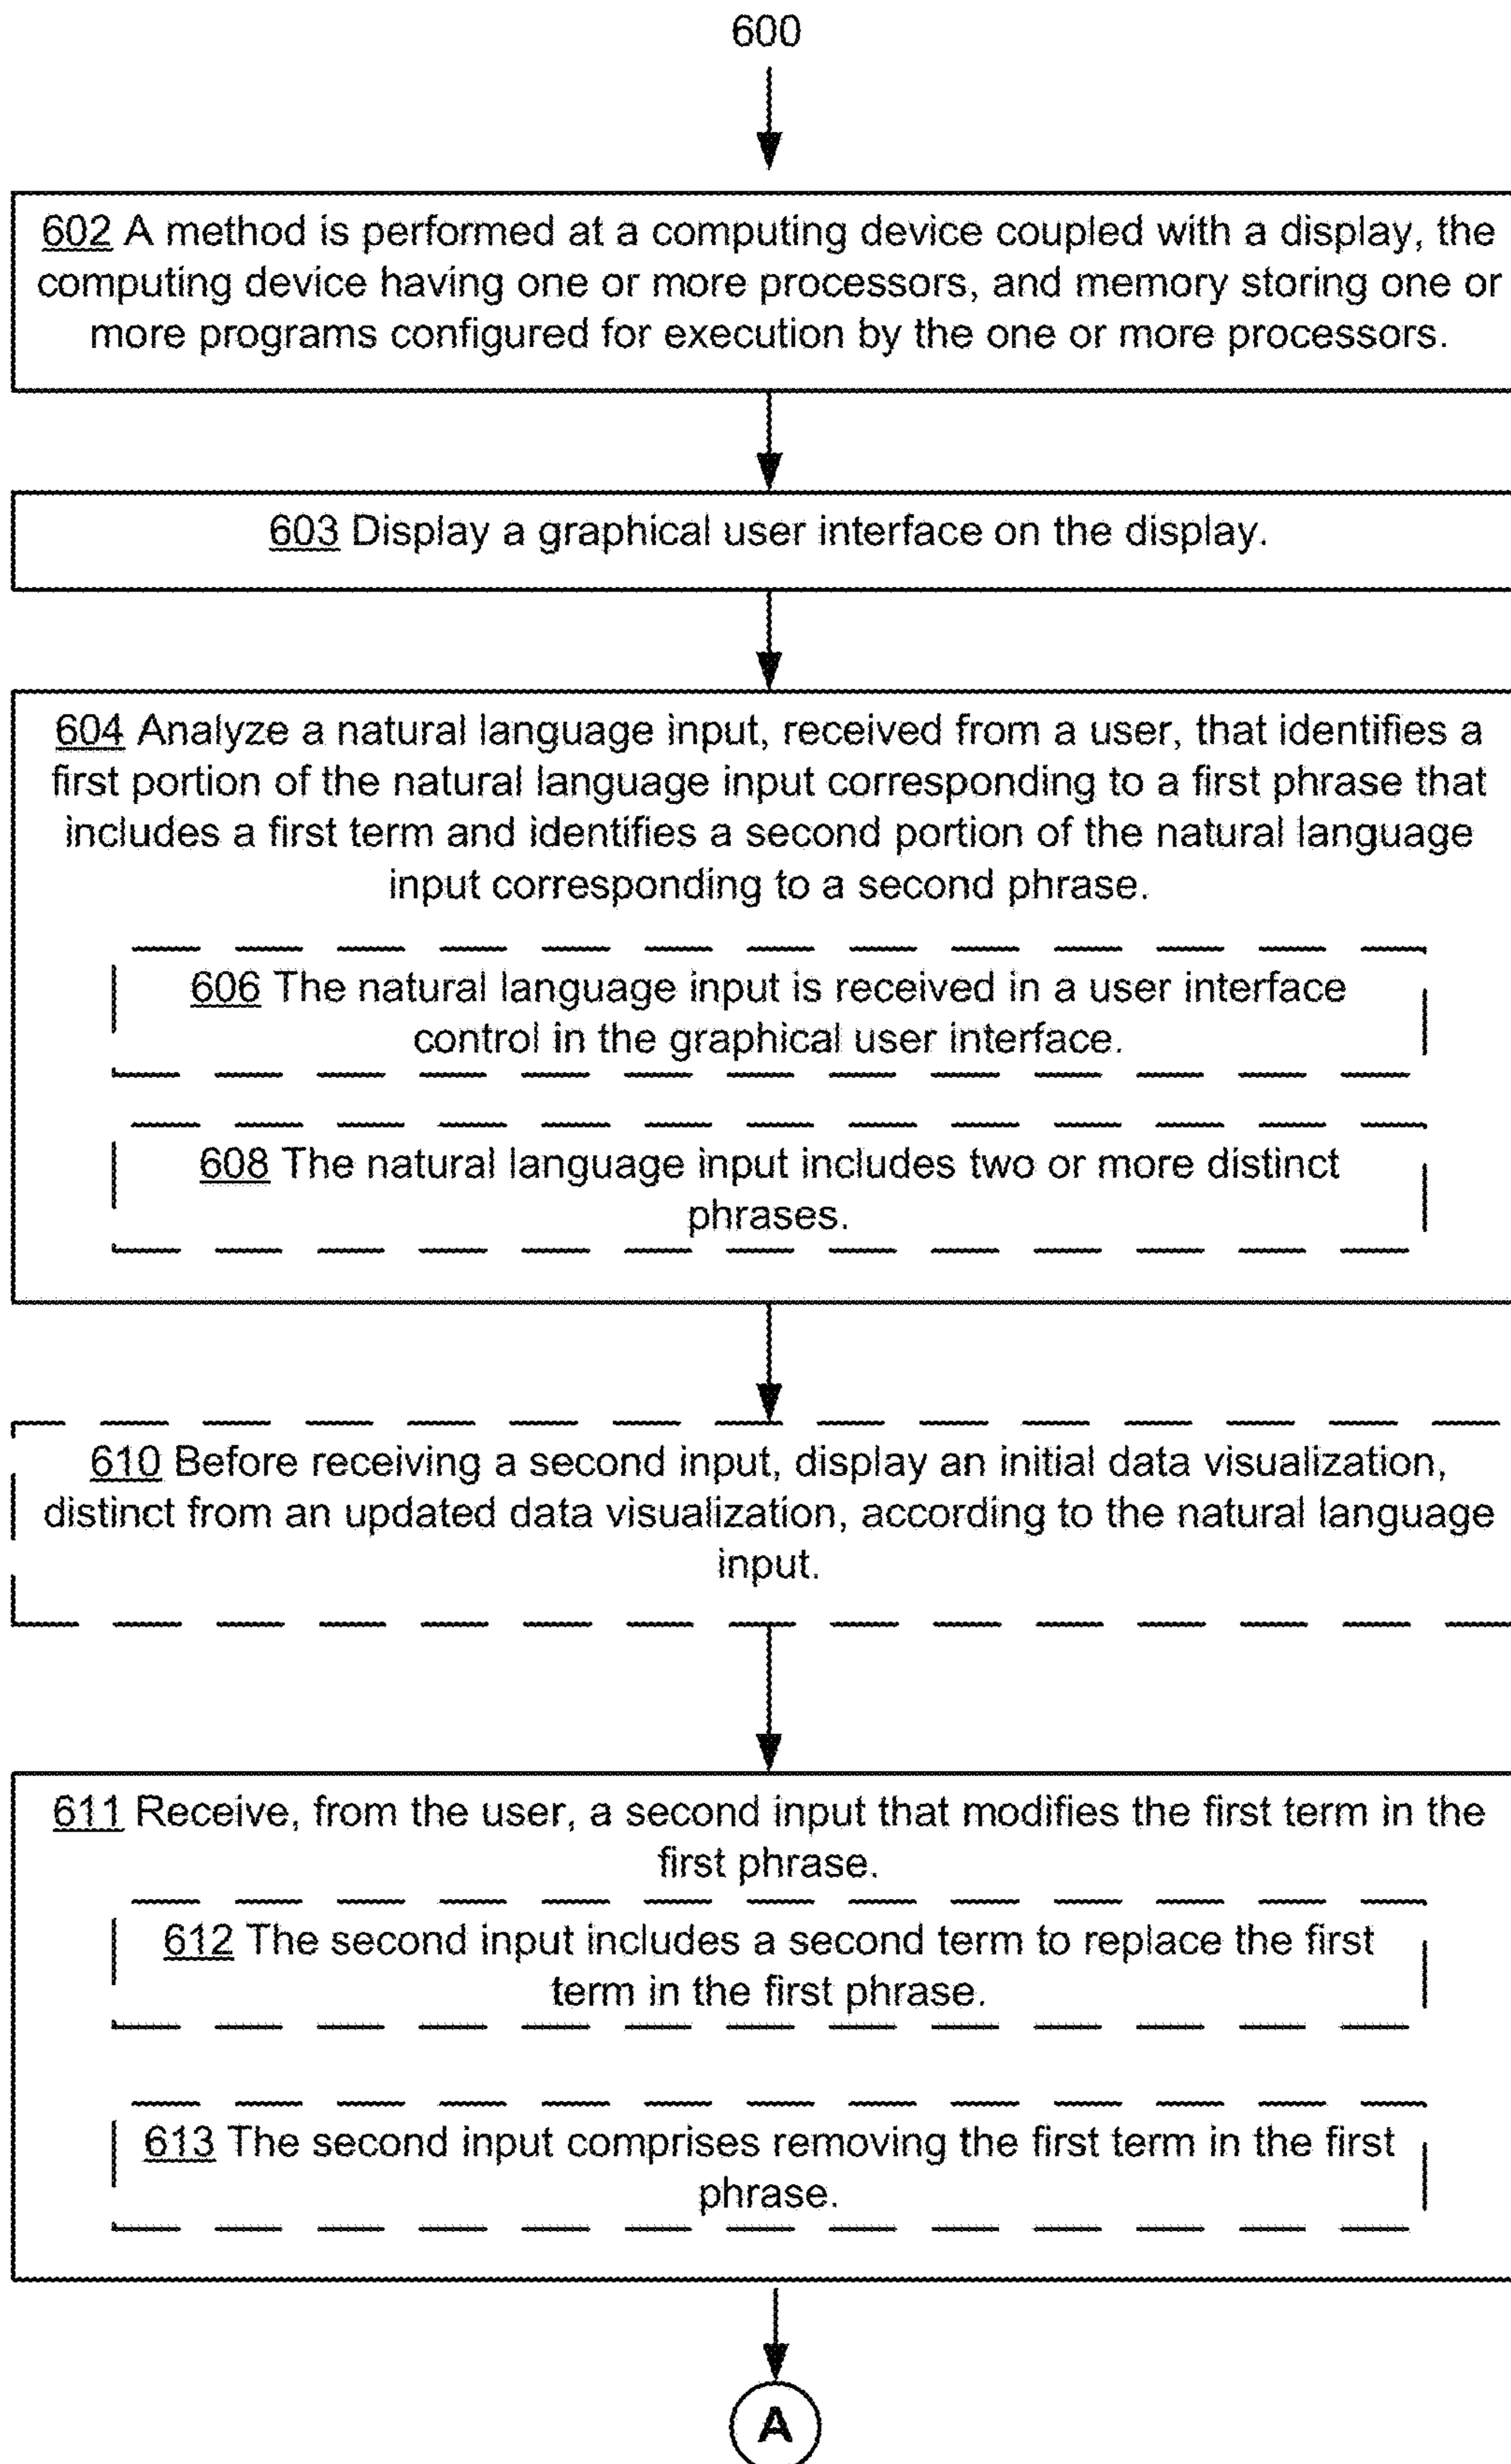 600
602 A method is performed at a computing device coupled with a display, the
computing device having one or more processors, and memory storing one or
more programs configured for execution by the one or more processors.
603 Display a graphical user interface on the display.
604 Analyze a natural language input, received from a user, that identifies a
first portion of the natural language input corresponding to a first phrase that
includes a first term and identifies a second portion of the natural language
input corresponding to a second phrase.
606 The natural language input is received in a user interface
control in the graphical user interface.
608 The natural language input includes two or more distinct
phrases.
610 Before receiving a second input, display an initial data visualization,
distinct from an updated data visualization, according to the natural language
input.
611 Receive, from the user, a second input that modifies the first term in the
first phrase.
612 The second input includes a second term to replace the first
term in the first phrase.
613 The second input comprises removing the first term in the first
phrase.
A